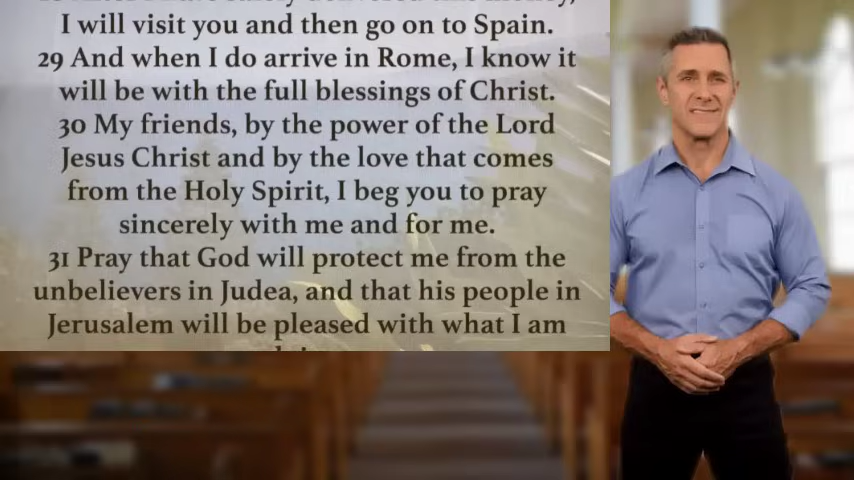 I will visit you and then go on to Spain.
29 And when I do arrive in Rome, I know it
will be with the full blessings of Christ.
30 My friends, by the power of the Lord
Jesus Christ and by the love that comes
from the Holy Spirit, I beg you to pray
sincerely with me and for me.
31 Pray that God will protect me from the
unbelievers in Judea, and that his people in
Jerusalem will be pleased with what I am